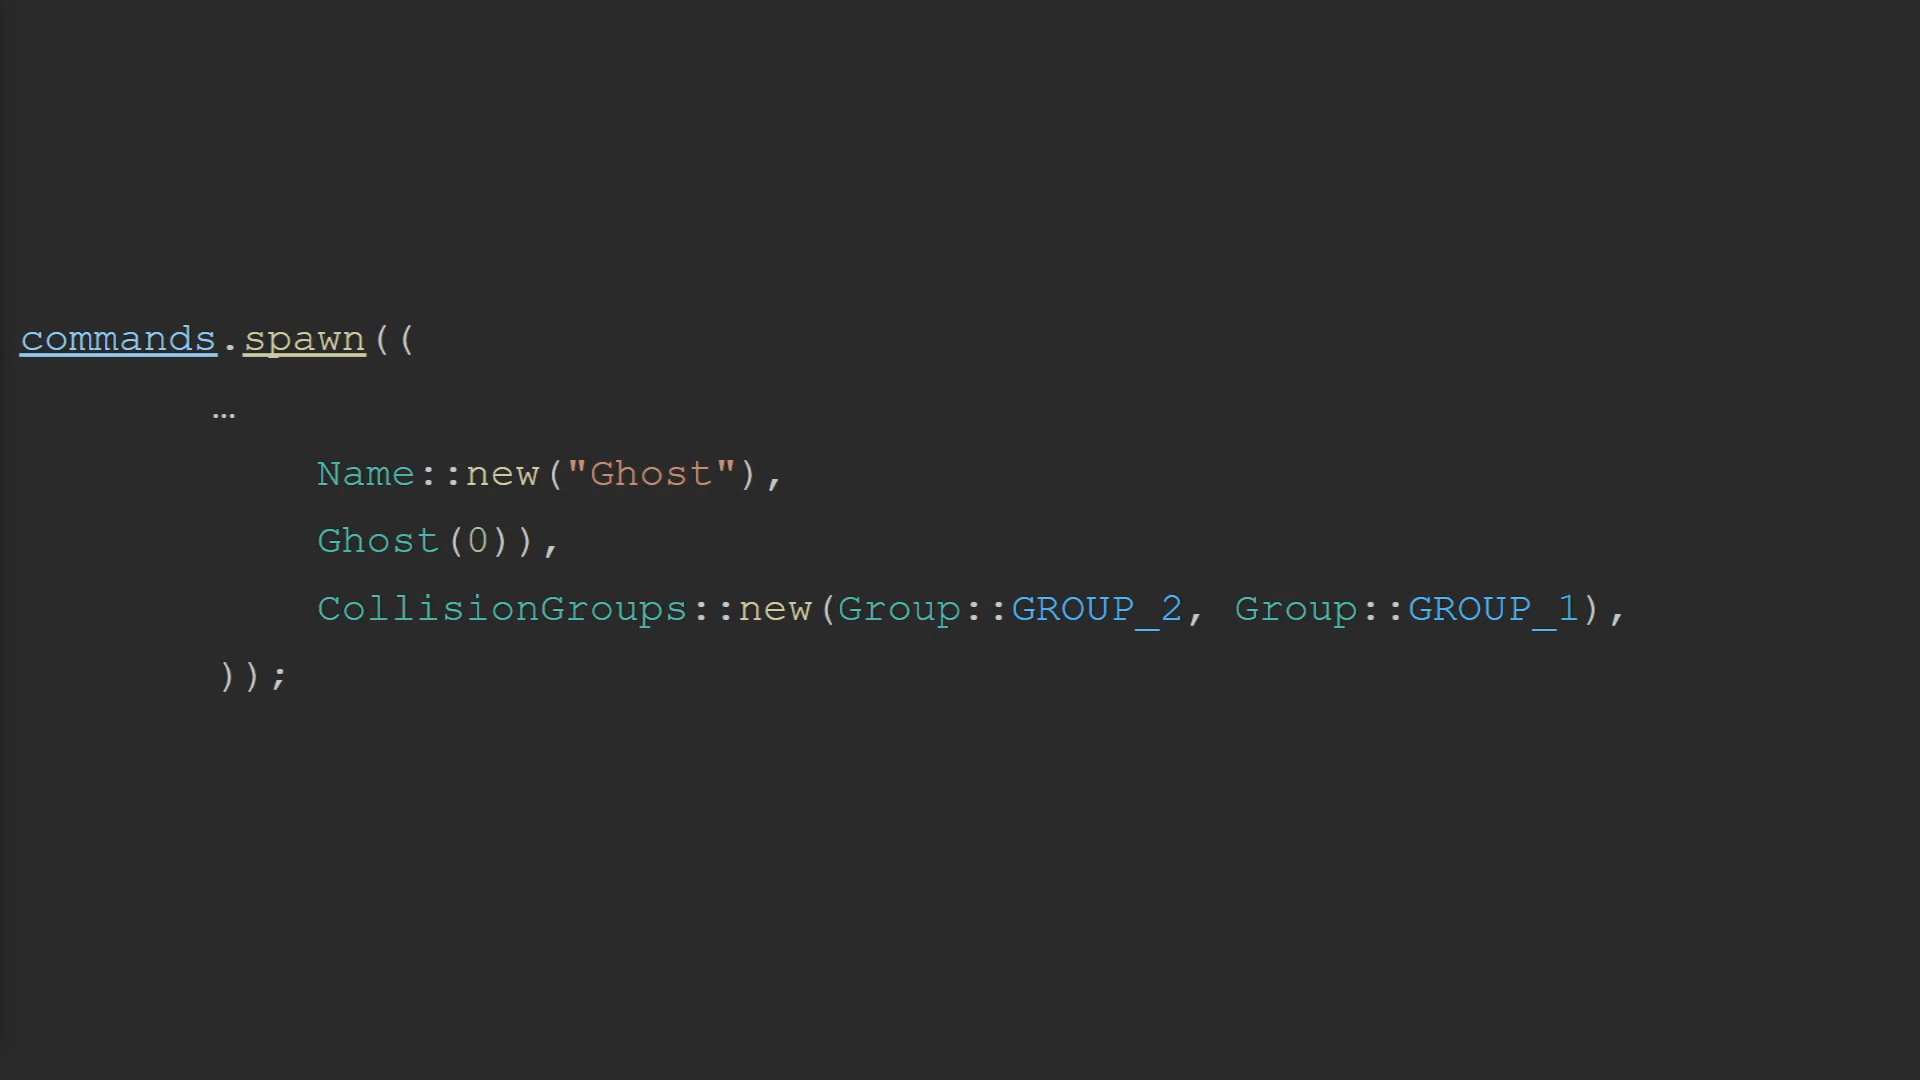 commands.spawn((
…
Name::new("Ghost"),
Ghost(0)),
CollisionGroups::new(Group::GROUP_2, Group::GROUP_1),
));